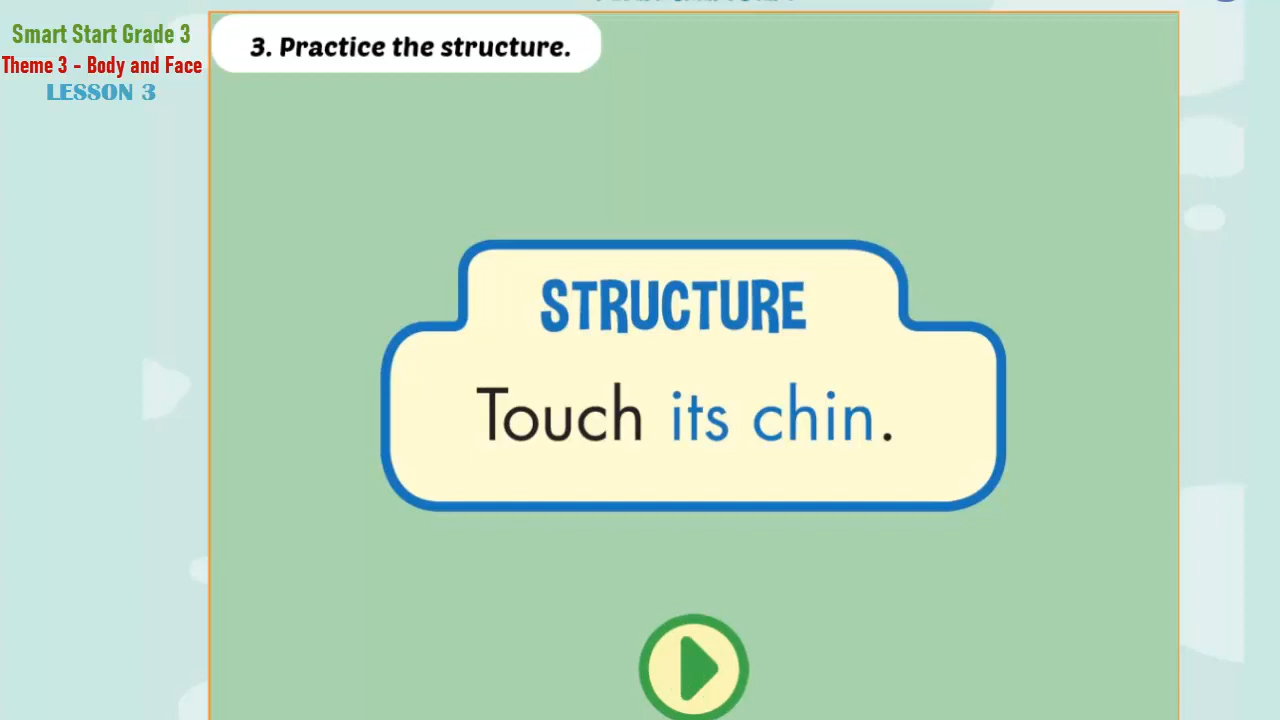 Smart Start Grade 3
Theme 3 - Body and Face
LESSON 3
3. Practice the structure.
STRUCTURE
Touch its chin.